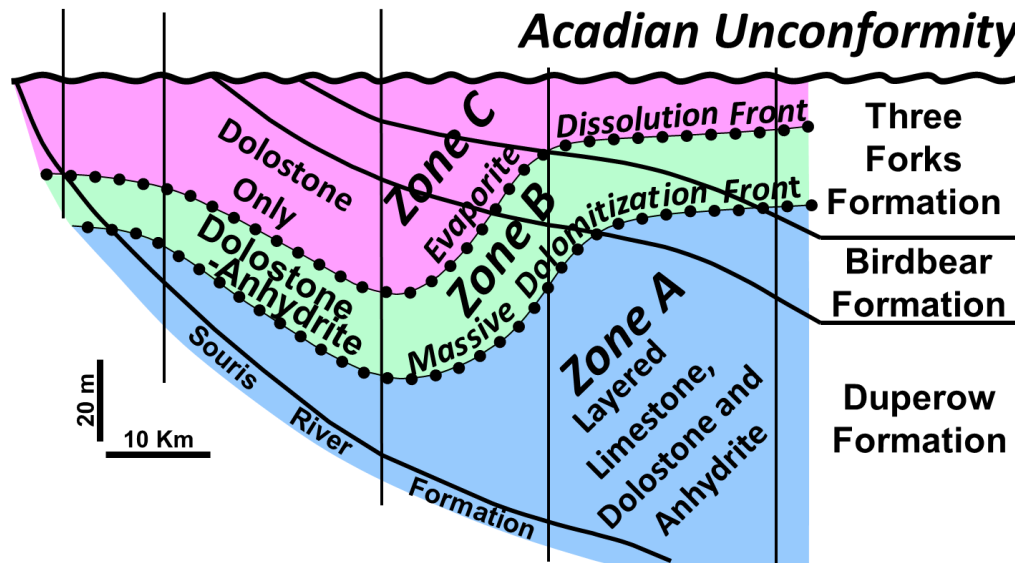 Acadian Unconformity
Dolostone
Only
Zone C
Evaporite
Dissolution Front
Three
Forks
Formation
Dolostone
-Anhydrite
Zone B
Massive Dolomitization Front
Birdbear
Formation
Zone A
Layered
Limestone,
Dolostone and
Anhydrite
Duperow
Formation
Souris
River
Formation
20 m
10 Km